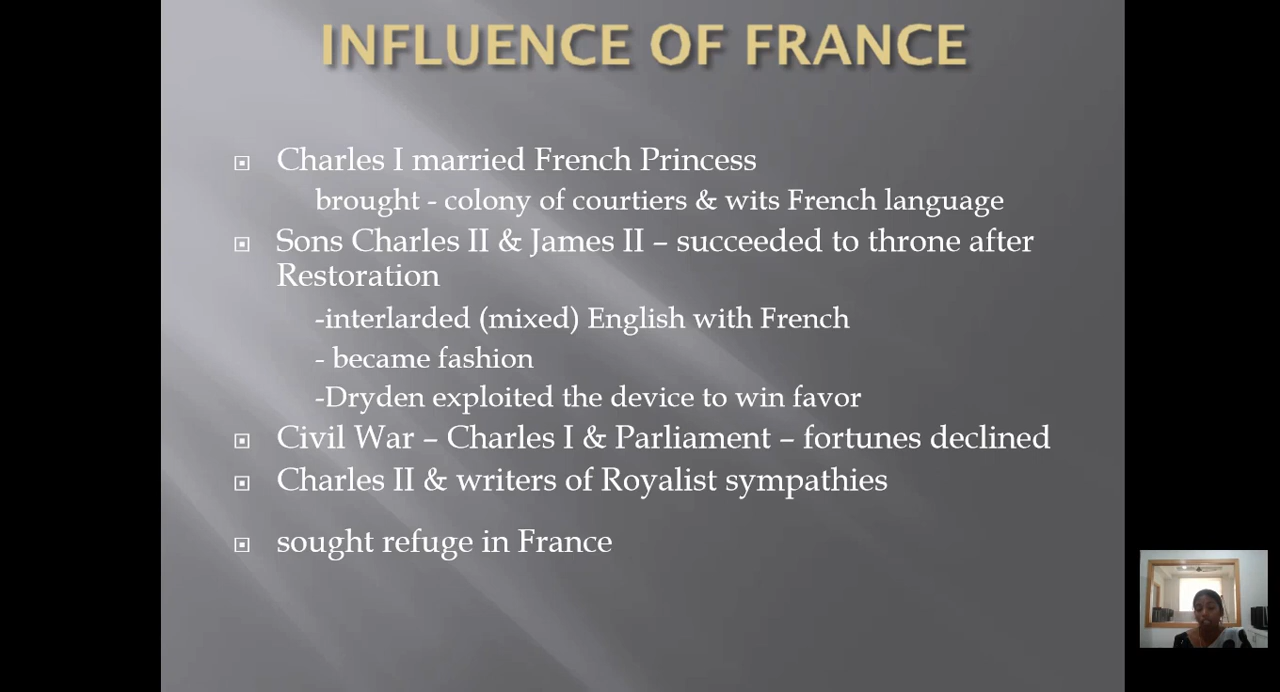 INFLUENCE OF FRANCE
Charles I married French Princess
brought - colony of courtiers & wits French language
Sons Charles II & James II – succeeded to throne after
Restoration
-interlarded (mixed) English with French
- became fashion
-Dryden exploited the device to win favor
Civil War – Charles I & Parliament – fortunes declined
Charles II & writers of Royalist sympathies
sought refuge in France